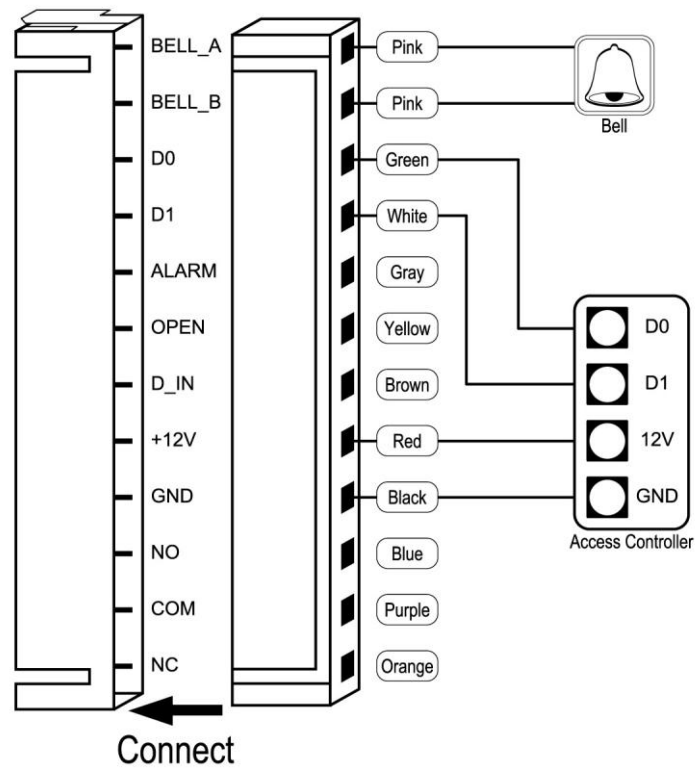 BELL_A Pink
BELL_B Pink
Bell
D0 Green
D1 White
ALARM Gray
OPEN Yellow D0
D_IN Brown D1
+12V Red 12V
GND Black GND
Access Controller
NO Blue
COM Purple
NC Orange
Connect